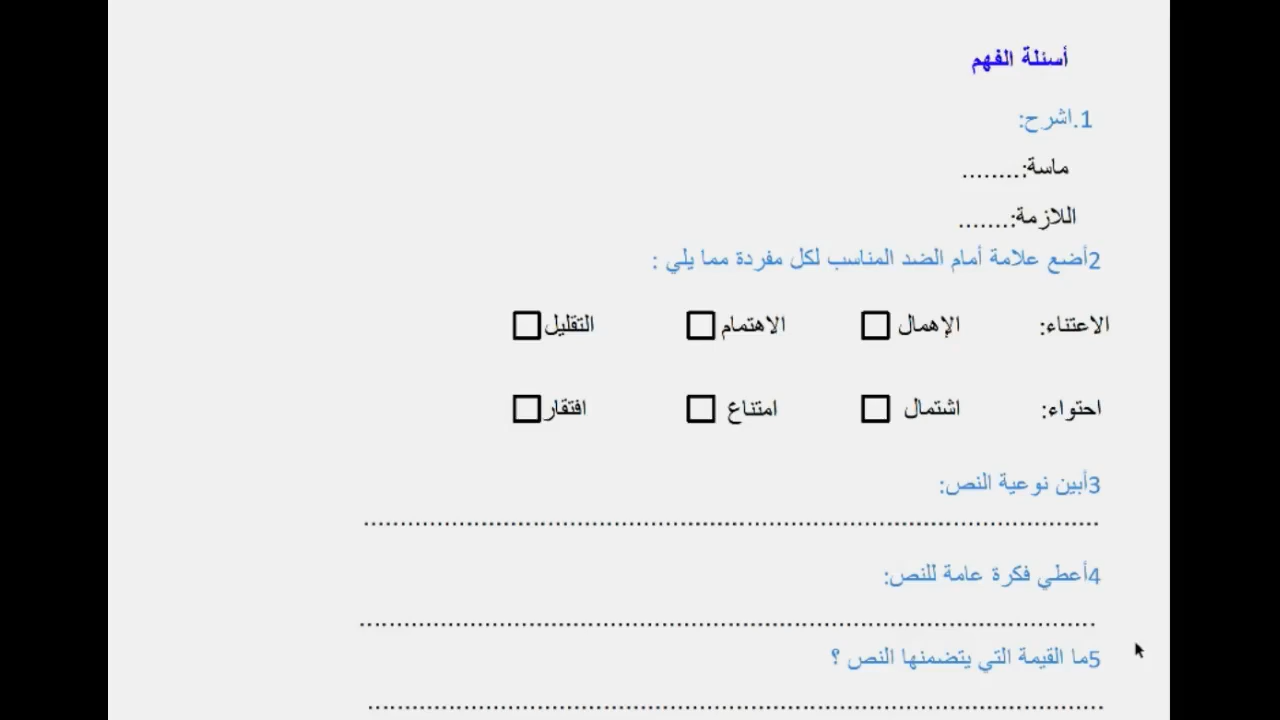 أسئلة الفهم
1.اشرح:
ماسة:........
اللازمة:.......
2أضع علامة أمام الضد المناسب لكل مفردة مما يلي :
الاعتناء: الإهمال □ الاهتمام □ التقليل □
احتواء: اشتمال □ امتناع □ افتقار □
3أبين نوعية النص:
....................................................................................................
4أعطي فكرة عامة للنص:
....................................................................................................
5ما القيمة التي يتضمنها النص ؟
....................................................................................................